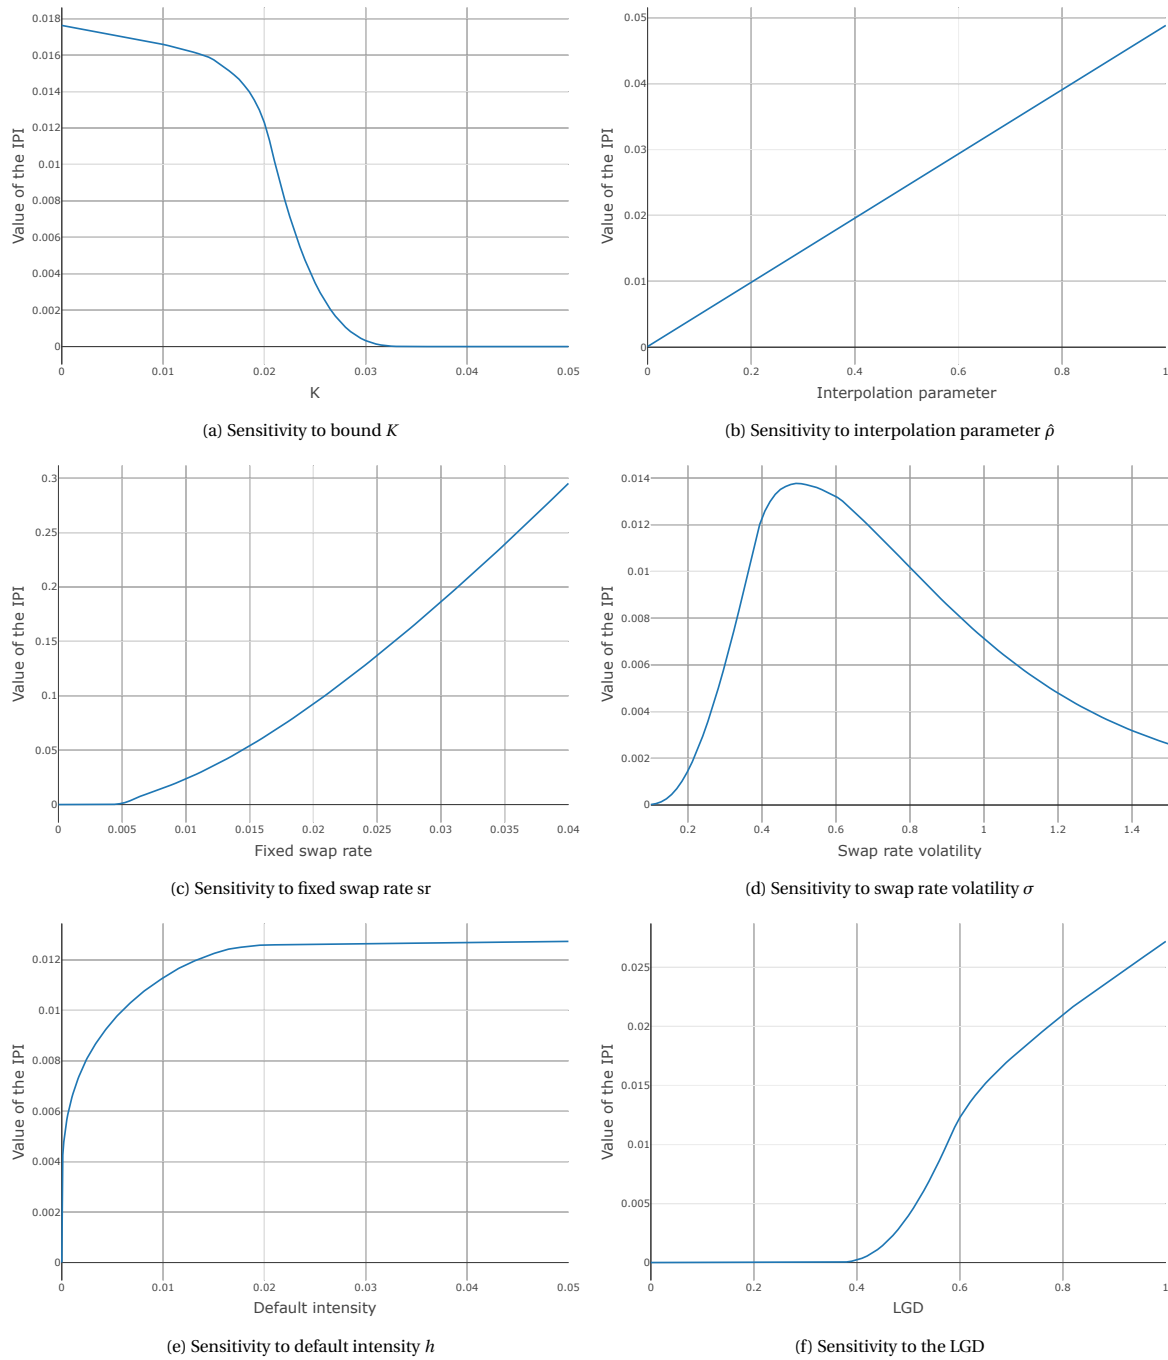 Value of the IPI
0.018
0.016
0.014
0.012
0.01
0.008
0.006
0.004
0.002
0
0 0.01 0.02 0.03 0.04 0.05
K
(a) Sensitivity to bound K
Value of the IPI
0.05
0.04
0.03
0.02
0.01
0
0 0.2 0.4 0.6 0.8 1
Interpolation parameter
(b) Sensitivity to interpolation parameter ρ̂
Value of the IPI
0.3
0.25
0.2
0.15
0.1
0.05
0
0 0.005 0.01 0.015 0.02 0.025 0.03 0.035 0.04
Fixed swap rate
(c) Sensitivity to fixed swap rate sr
Value of the IPI
0.014
0.012
0.01
0.008
0.006
0.004
0.002
0
0.2 0.4 0.6 0.8 1 1.2 1.4
Swap rate volatility
(d) Sensitivity to swap rate volatility σ
Value of the IPI
0.012
0.01
0.008
0.006
0.004
0.002
0
0 0.01 0.02 0.03 0.04 0.05
Default intensity
(e) Sensitivity to default intensity h
Value of the IPI
0.025
0.02
0.015
0.01
0.005
0
0 0.2 0.4 0.6 0.8 1
LGD
(f) Sensitivity to the LGD